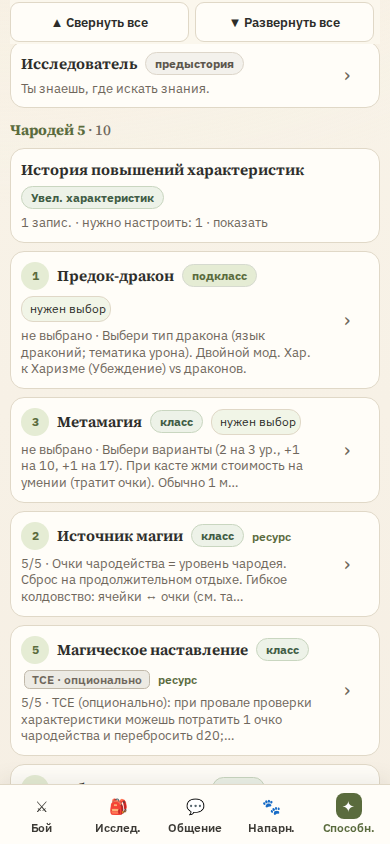 ▲ Свернуть все
▼ Развернуть все
Исследователь предыстория
Ты знаешь, где искать знания.
Чародей 5 · 10
История повышений характеристик
Увел. характеристик
1 запис. · нужно настроить: 1 · показать
1 Предок-дракон подкласс
нужен выбор
не выбрано · Выбери тип дракона (язык
драконий; тематика урона). Двойной мод. Хар.
к Харизме (Убеждение) vs драконов.
3 Метамагия класс нужен выбор
не выбрано · Выбери варианты (2 на 3 ур., +1
на 10, +1 на 17). При касте жми стоимость на
умении (тратит очки). Обычно 1 м…
2 Источник магии класс ресурс
5/5 · Очки чародейства = уровень чародея.
Сброс на продолжительном отдыхе. Гибкое
колдовство: ячейки ↔ очки (см. та…
5 Магическое наставление класс
TCE · опционально ресурс
5/5 · TCE (опционально): при провале проверки
характеристики можешь потратить 1 очко
чародейства и перебросить d20;…
Бой
Исслед.
Общение
Напарн.
Способн.